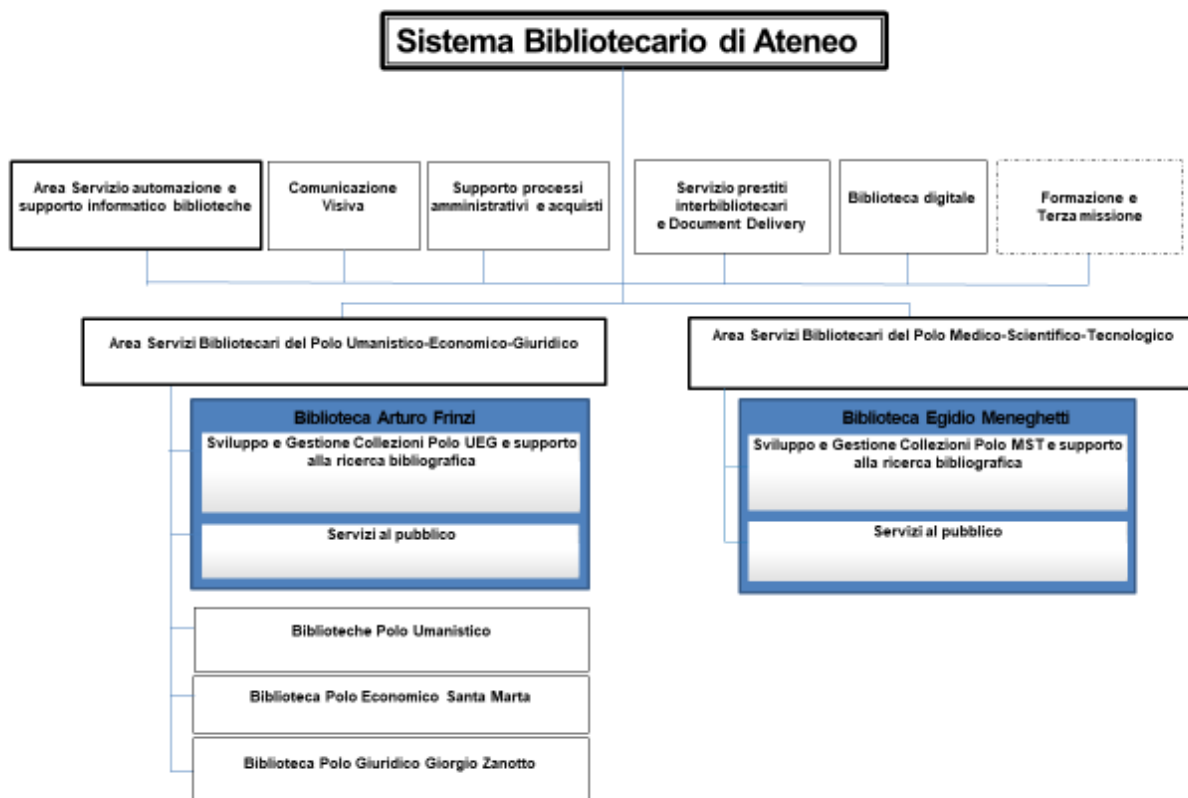 Sistema Bibliotecario di Ateneo
Area Servizio automazione e
supporto informatico biblioteche
Comunicazione
Visiva
Supporto processi
amministrativi e acquisti
Servizio prestiti
interbibliotecari
e Document Delivery
Biblioteca digitale
Formazione e
Terza missione
Area Servizi Bibliotecari del Polo Umanistico-Economico-Giuridico
Area Servizi Bibliotecari del Polo Medico-Scientifico-Tecnologico
Biblioteca Arturo Frinzi
Sviluppo e Gestione Collezioni Polo UEG e supporto
alla ricerca bibliografica
Servizi al pubblico
Biblioteca Egidio Meneghetti
Sviluppo e Gestione Collezioni Polo MST e supporto
alla ricerca bibliografica
Servizi al pubblico
Biblioteche Polo Umanistico
Biblioteca Polo Economico Santa Marta
Biblioteca Polo Giuridico Giorgio Zanotto